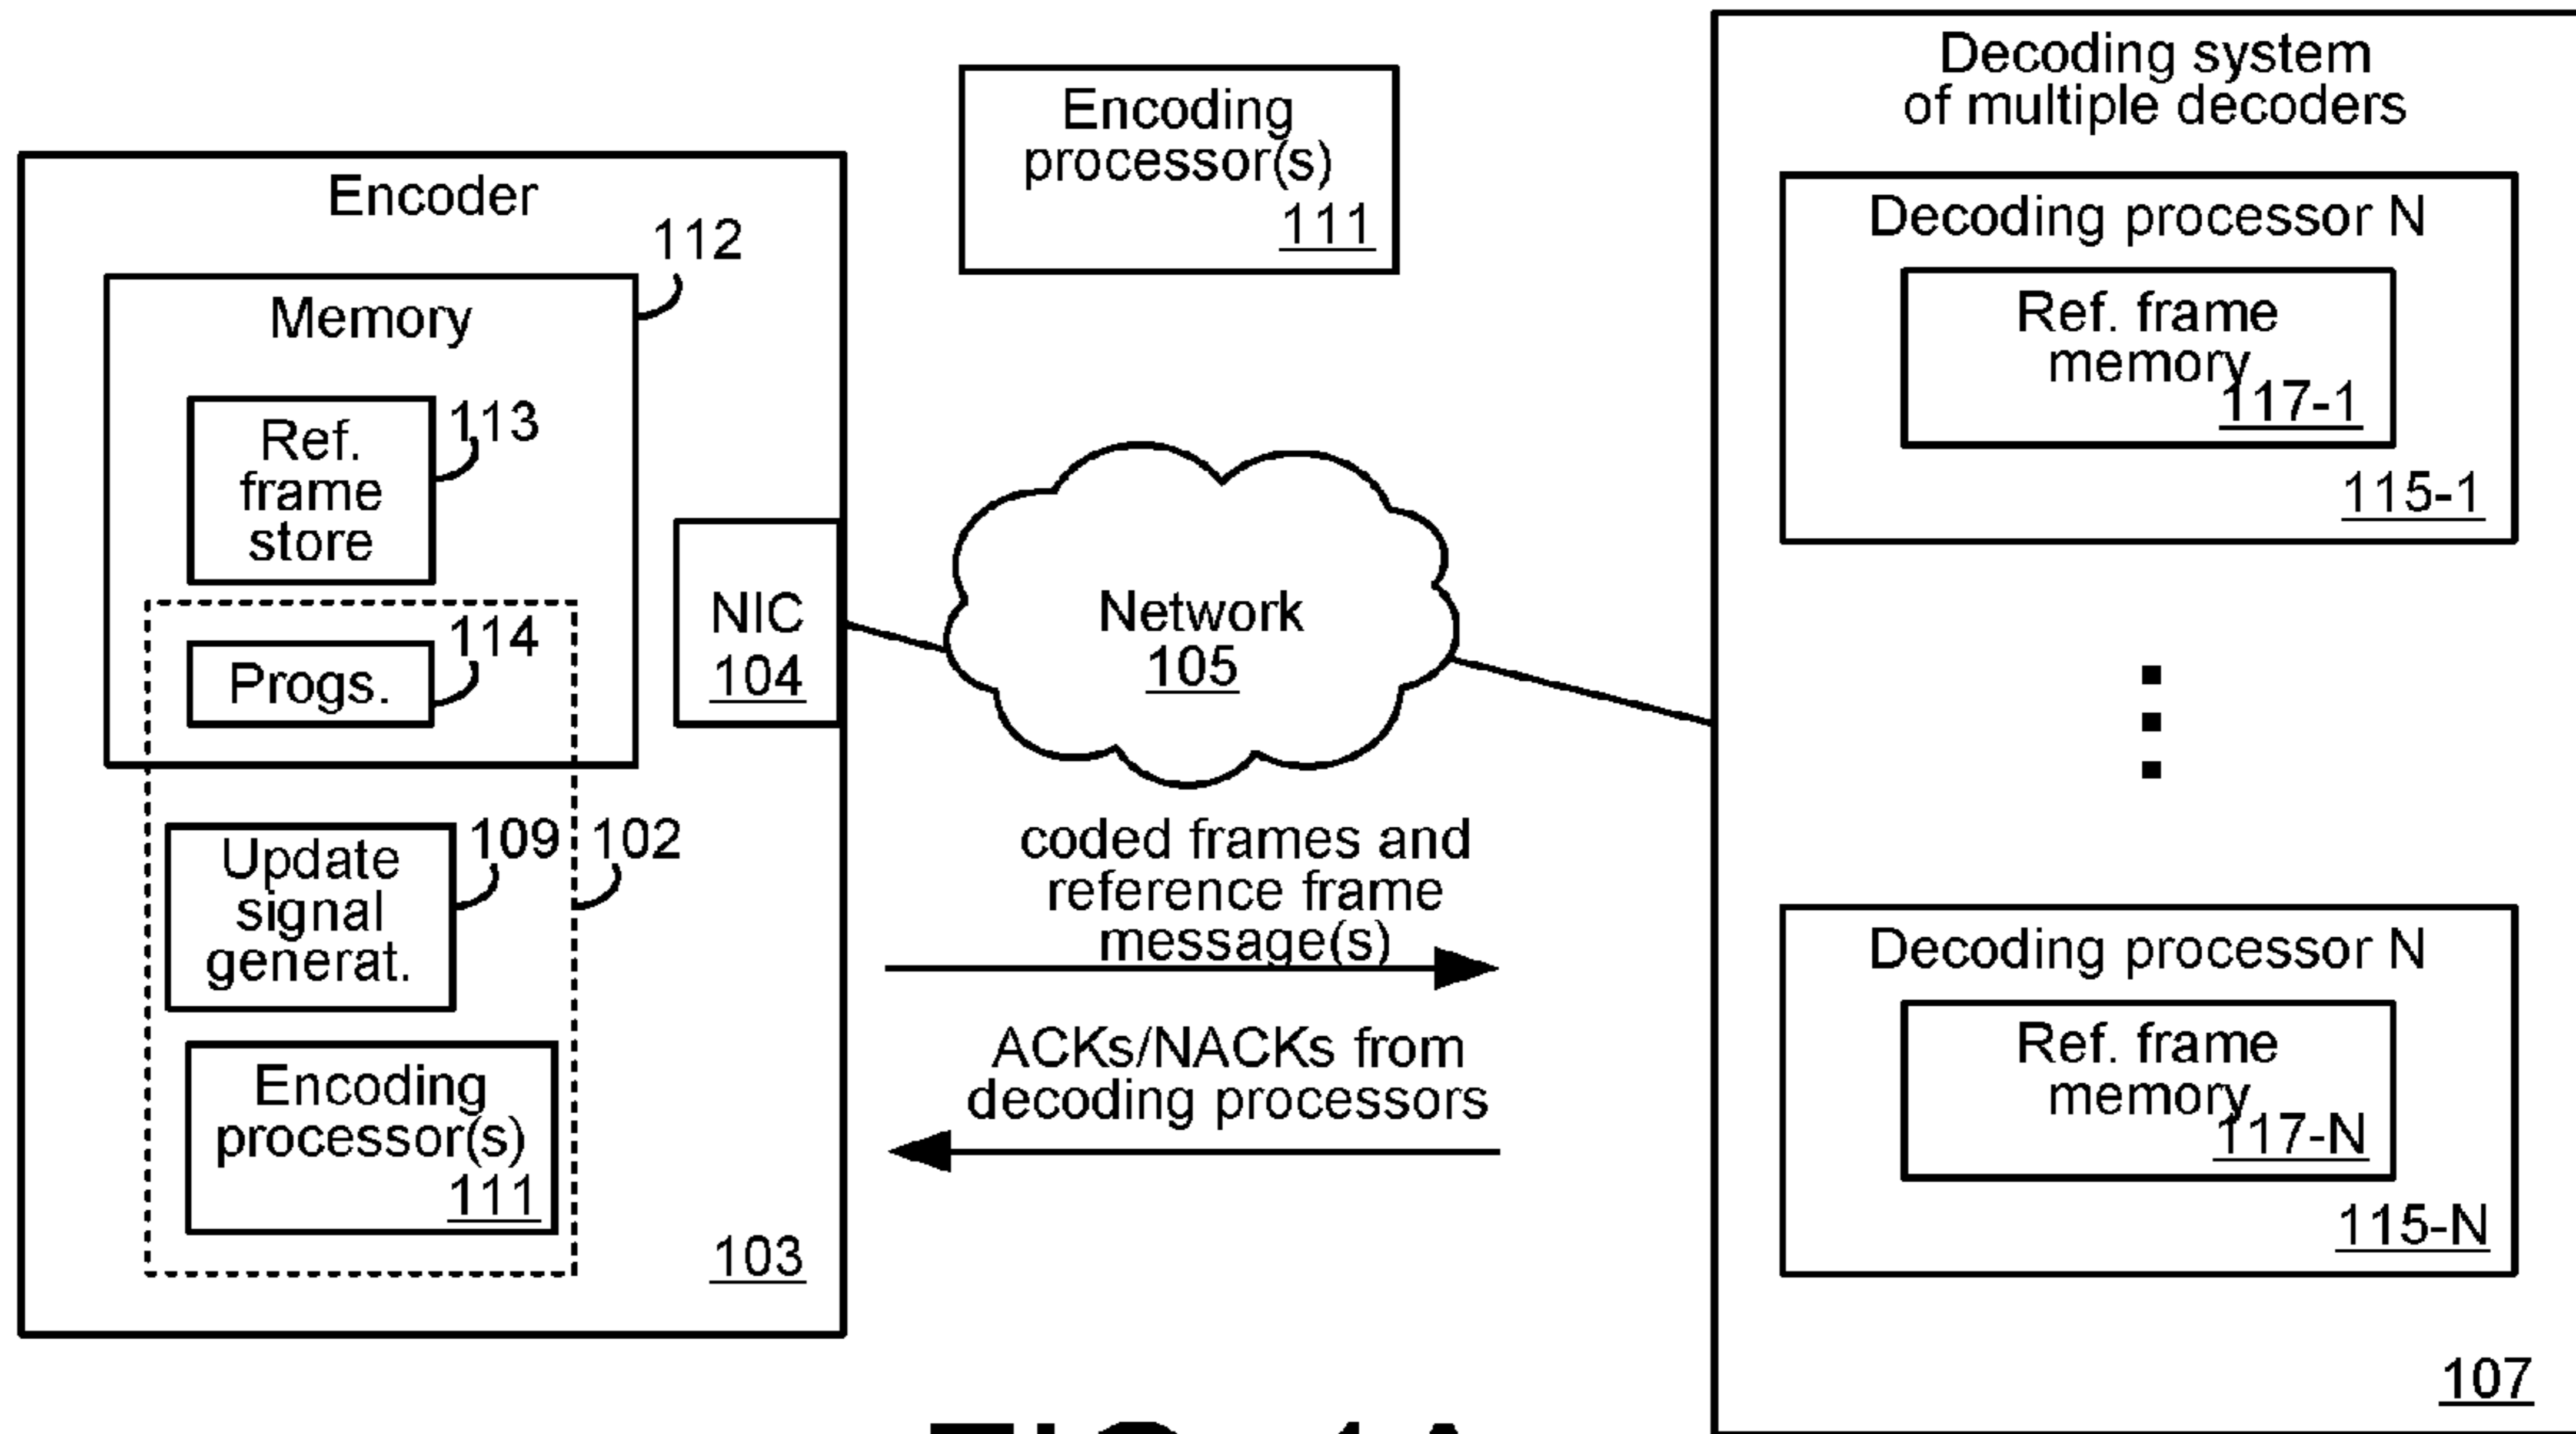 Encoder
112
Memory
Ref.
frame
store
113
Progs.
114
Update
signal
generat.
109
102
Encoding
processor(s)
111
103
NIC
104
Encoding
processor(s)
111
Network
105
coded frames and
reference frame
message(s)
ACKs/NACKs from
decoding processors
Decoding system
of multiple decoders
Decoding processor N
Ref. frame
memory
117-1
115-1
Decoding processor N
Ref. frame
memory
117-N
115-N
107